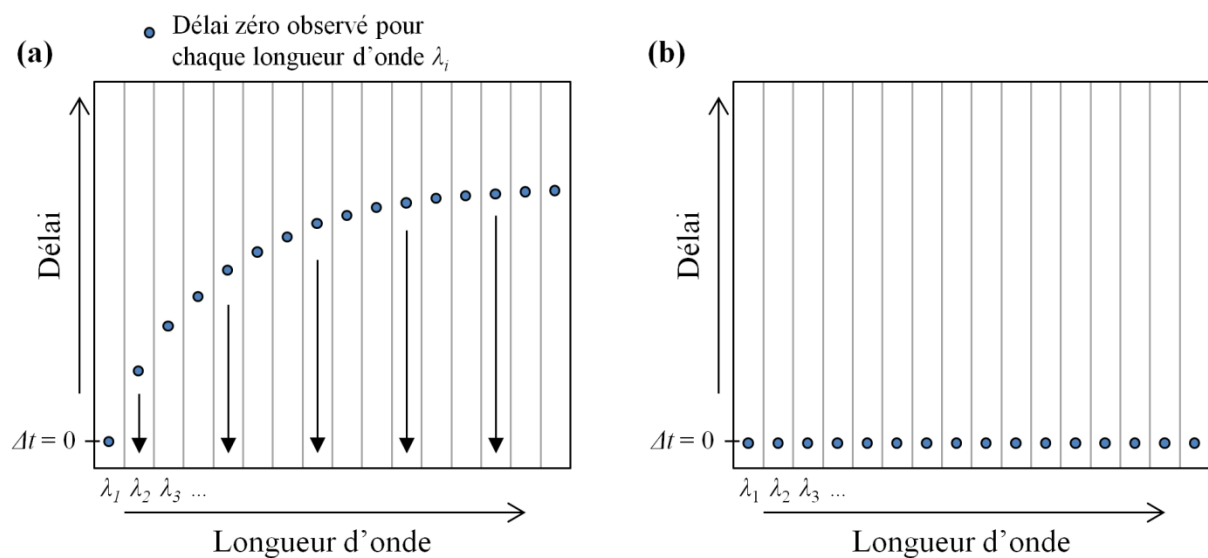 Délai zéro observé pour
chaque longueur d’onde λi
(a)
Délai
Δt = 0
λ1 λ2 λ3 ...
Longueur d’onde
(b)
Délai
Δt = 0
λ1 λ2 λ3 ...
Longueur d’onde